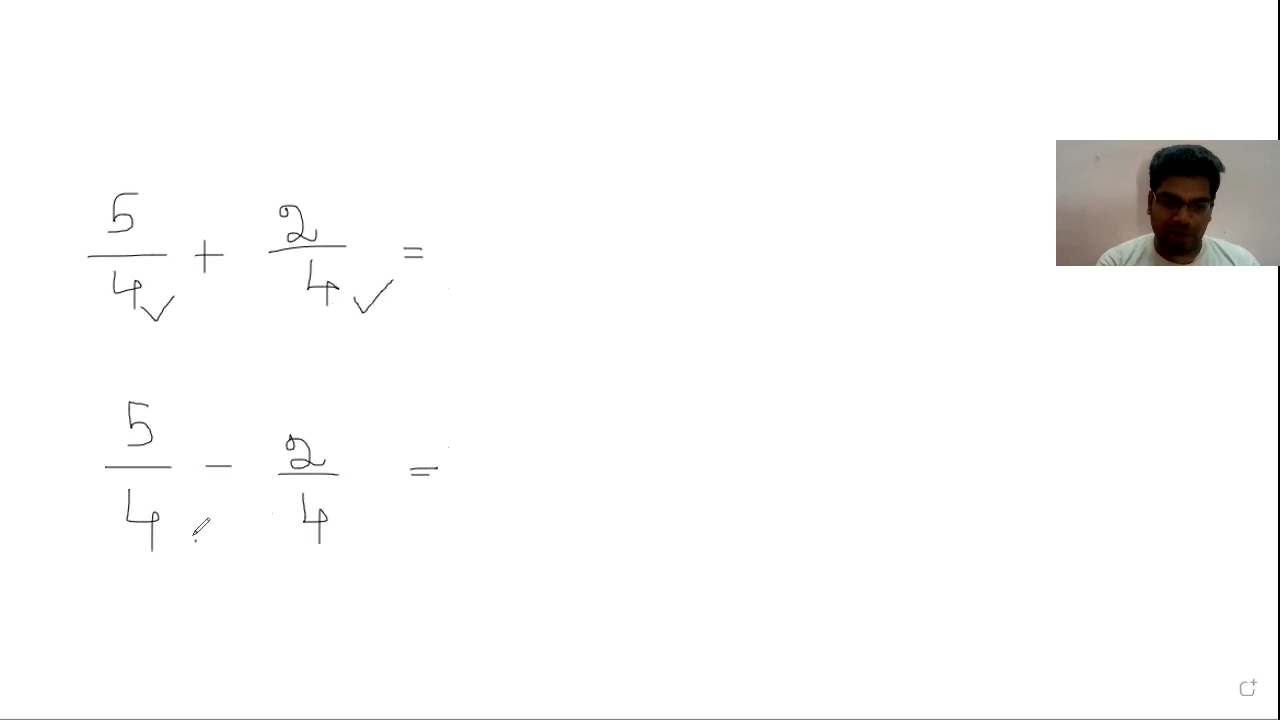 5/4 + 2/4 =
5/4 - 2/4 =